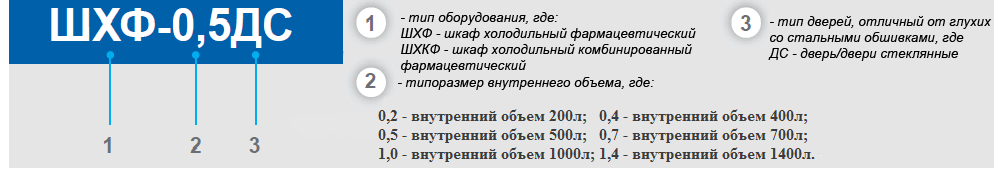 ШХФ-0,5ДС
1 2 3
1 - тип оборудования, где:
ШХФ - шкаф холодильный фармацевтический
ШХКФ - шкаф холодильный комбинированный
фармацевтический
2 - типоразмер внутреннего объема, где:
0,2 - внутренний объем 200л; 0,4 - внутренний объем 400л;
0,5 - внутренний объем 500л; 0,7 - внутренний объем 700л;
1,0 - внутренний объем 1000л; 1,4 - внутренний объем 1400л.
3 - тип дверей, отличный от глухих
со стальными обшивками, где
ДС - дверь/двери стеклянные